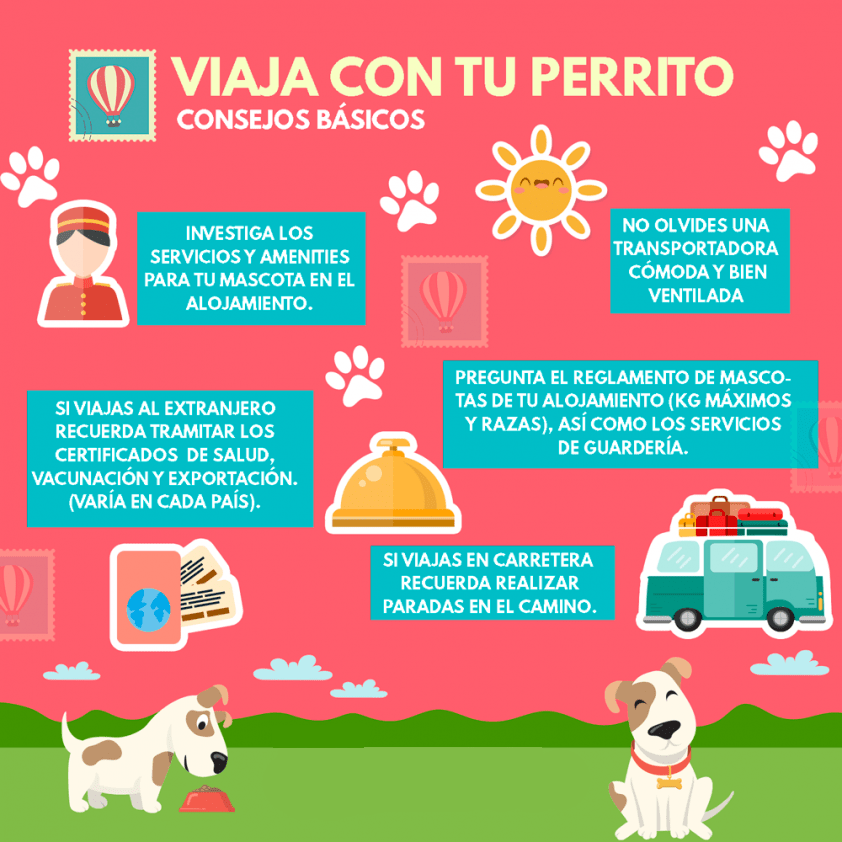 VIAJA CON TU PERRITO
CONSEJOS BÁSICOS
INVESTIGA LOS
SERVICIOS Y AMENITIES
PARA TU MASCOTA EN EL
ALOJAMIENTO.
NO OLVIDES UNA
TRANSPORTADORA
CÓMODA Y BIEN
VENTILADA
PREGUNTA EL REGLAMENTO DE MASCO-
TAS DE TU ALOJAMIENTO (KG MÁXIMOS
Y RAZAS), ASÍ COMO LOS SERVICIOS
DE GUARDERÍA.
SI VIAJAS AL EXTRANJERO
RECUERDA TRAMITAR LOS
CERTIFICADOS DE SALUD,
VACUNACIÓN Y EXPORTACIÓN.
(VARÍA EN CADA PAÍS).
SI VIAJAS EN CARRETERA
RECUERDA REALIZAR
PARADAS EN EL CAMINO.